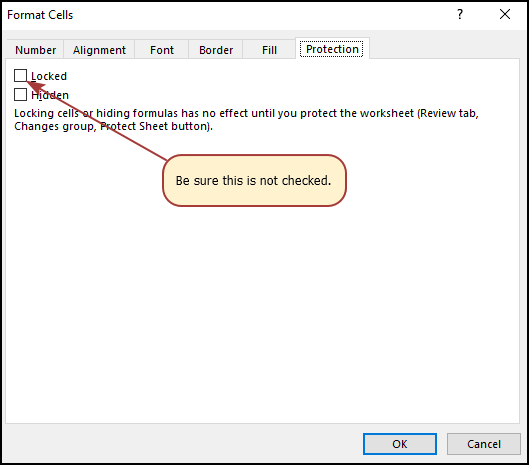 Format Cells ?
Number Alignment Font Border Fill Protection
Locked
Hidden
Locking cells or hiding formulas has no effect until you protect the worksheet (Review tab,
Changes group, Protect Sheet button).
Be sure this is not checked.
OK Cancel